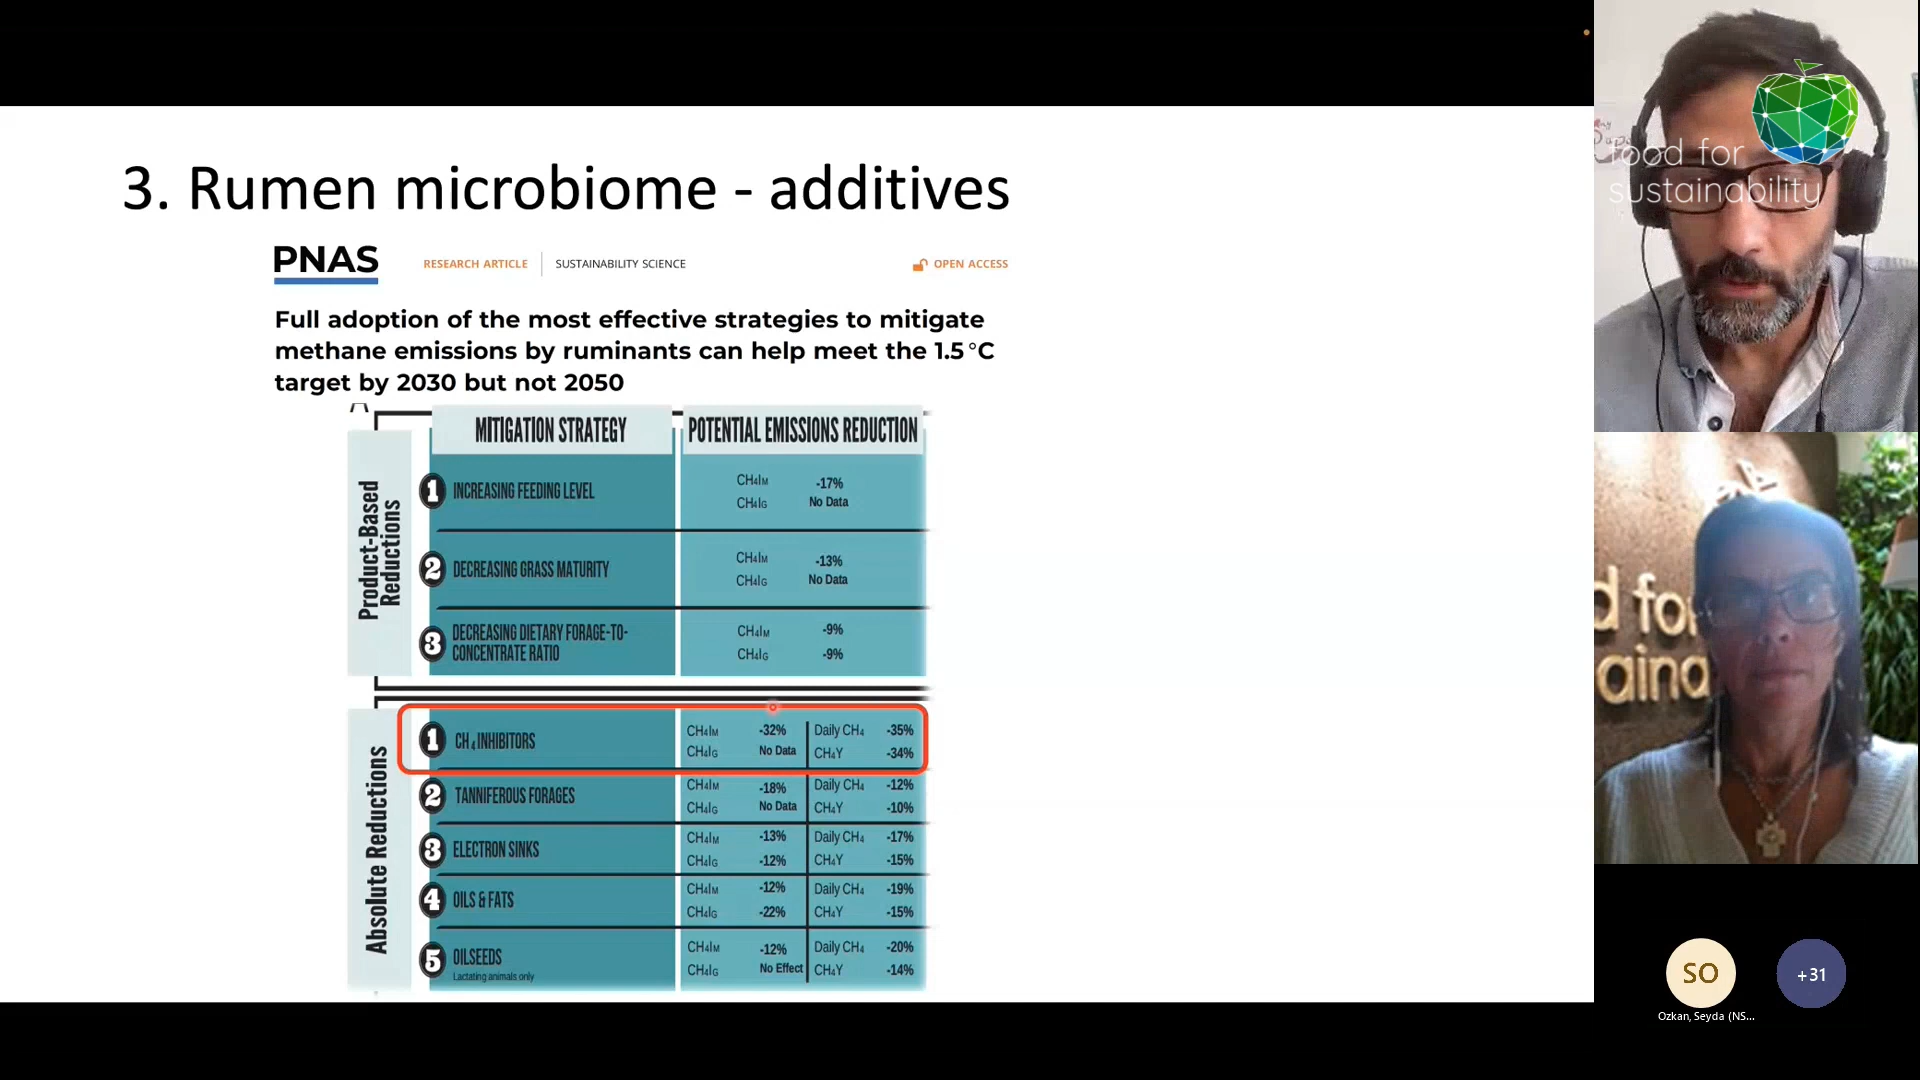 3. Rumen microbiome - additives
PNAS
RESEARCH ARTICLE
SUSTAINABILITY SCIENCE
OPEN ACCESS
Full adoption of the most effective strategies to mitigate
methane emissions by ruminants can help meet the 1.5 °C
target by 2030 but not 2050
MITIGATION STRATEGY
POTENTIAL EMISSIONS REDUCTION
Product-Based
Reductions
1 INCREASING FEEDING LEVEL
CH₄IM -17%
CH₄IG No Data
2 DECREASING GRASS MATURITY
CH₄IM -13%
CH₄IG No Data
3 DECREASING DIETARY FORAGE-TO-
CONCENTRATE RATIO
CH₄IM -9%
CH₄IG -9%
Absolute Reductions
1 CH₄ INHIBITORS
CH₄IM -32% Daily CH₄ -35%
CH₄IG No Data CH₄Y -34%
2 TANNIFEROUS FORAGES
CH₄IM -18% Daily CH₄ -12%
CH₄IG No Data CH₄Y -10%
3 ELECTRON SINKS
CH₄IM -13% Daily CH₄ -17%
CH₄IG -12% CH₄Y -15%
4 OILS & FATS
CH₄IM -12% Daily CH₄ -19%
CH₄IG -22% CH₄Y -15%
5 OILSEEDS
Lactating animals only
CH₄IM -12% Daily CH₄ -20%
CH₄IG No Effect CH₄Y -14%
food for
sustainability
d for
aina
SO
+31
Ozkan, Seyda (NS...